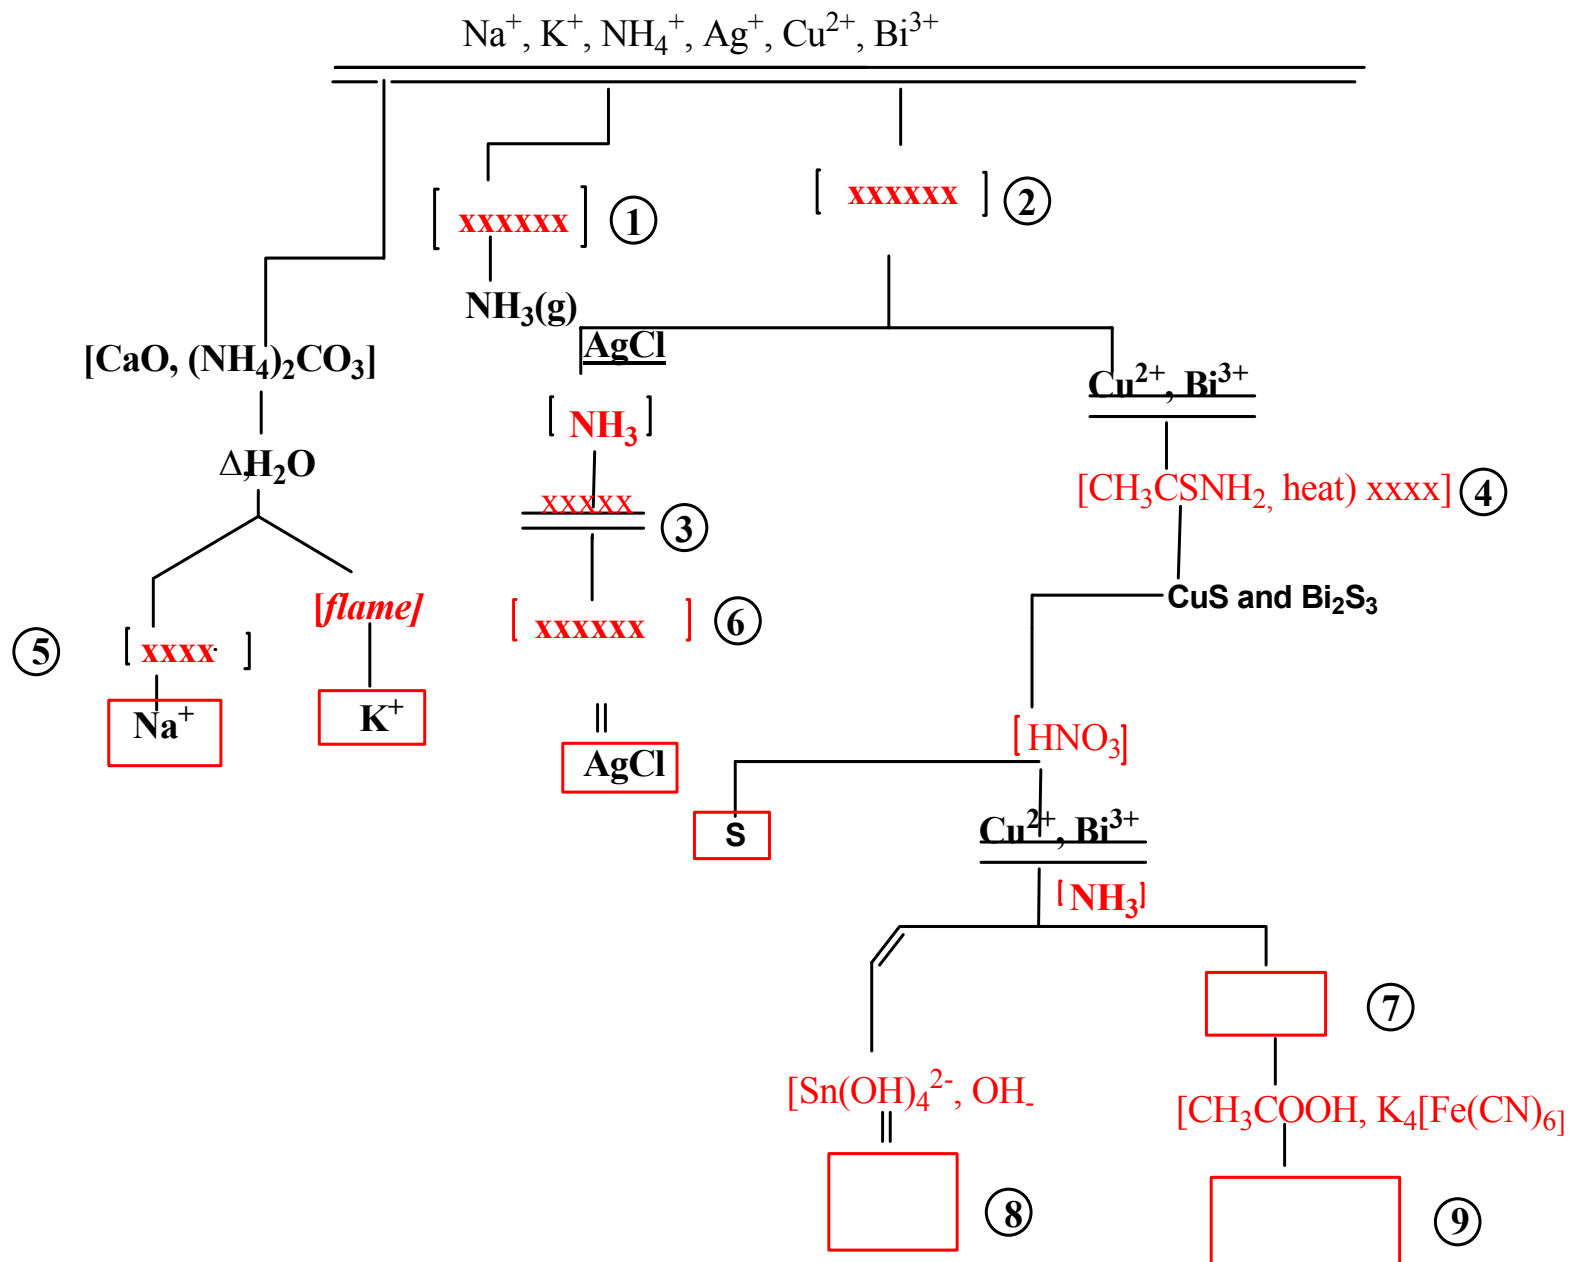 Na⁺, K⁺, NH₄⁺, Ag⁺, Cu²⁺, Bi³⁺
[ xxxxxx ] ①
[ xxxxxx ] ②
NH₃(g)
AgCl
[CaO, (NH₄)₂CO₃]
Cu²⁺, Bi³⁺
[ NH₃ ]
Δ,H₂O
[CH₃CSNH₂, heat) xxxx] ④
xxxxx ③
[flame]
CuS and Bi₂S₃
[ xxxxxx ] ⑥
⑤ [ xxxx. ]
Na⁺
K⁺
[HNO₃]
AgCl
S
Cu²⁺, Bi³⁺
[NH₃]
⑦
[Sn(OH)₄²⁻, OH₋
[CH₃COOH, K₄[Fe(CN)₆]
⑧
⑨